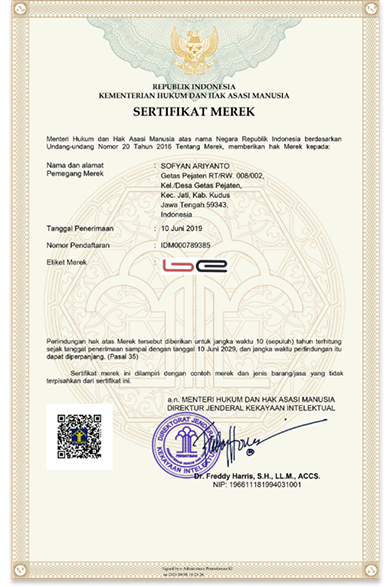 REPUBLIK INDONESIA
KEMENTERIAN HUKUM DAN HAK ASASI MANUSIA
SERTIFIKAT MEREK
Menteri Hukum dan Hak Asasi Manusia atas nama Negara Republik Indonesia berdasarkan
Undang-undang Nomor 20 Tahun 2016 Tentang Merek, memberikan hak Merek kepada:
Nama dan alamat : SOFYAN ARIYANTO
Pemegang Merek Getas Pejaten RT/RW. 008/002,
Kel./Desa Getas Pejaten,
Kec. Jati, Kab. Kudus
Jawa Tengah 59343,
Indonesia
Tanggal Penerimaan : 10 Juni 2019
Nomor Pendaftaran : IDM000789385
Etiket Merek : be
Perlindungan hak atas Merek tersebut diberikan untuk jangka waktu 10 (sepuluh) tahun terhitung
sejak tanggal penerimaan sampai dengan tanggal 10 Juni 2029, dan jangka waktu perlindungan itu
dapat diperpanjang. (Pasal 35)
Sertifikat merek ini dilampiri dengan contoh merek dan jenis barang/jasa yang tidak
terpisahkan dari sertifikat ini.
a.n. MENTERI HUKUM DAN HAK ASASI MANUSIA
DIREKTUR JENDERAL KEKAYAAN INTELEKTUAL
DIREKTORAT JENDERAL
KEKAYAAN INTELEKTUAL
Dr. Freddy Harris, S.H., LL.M., ACCS.
NIP: 196611181994031001